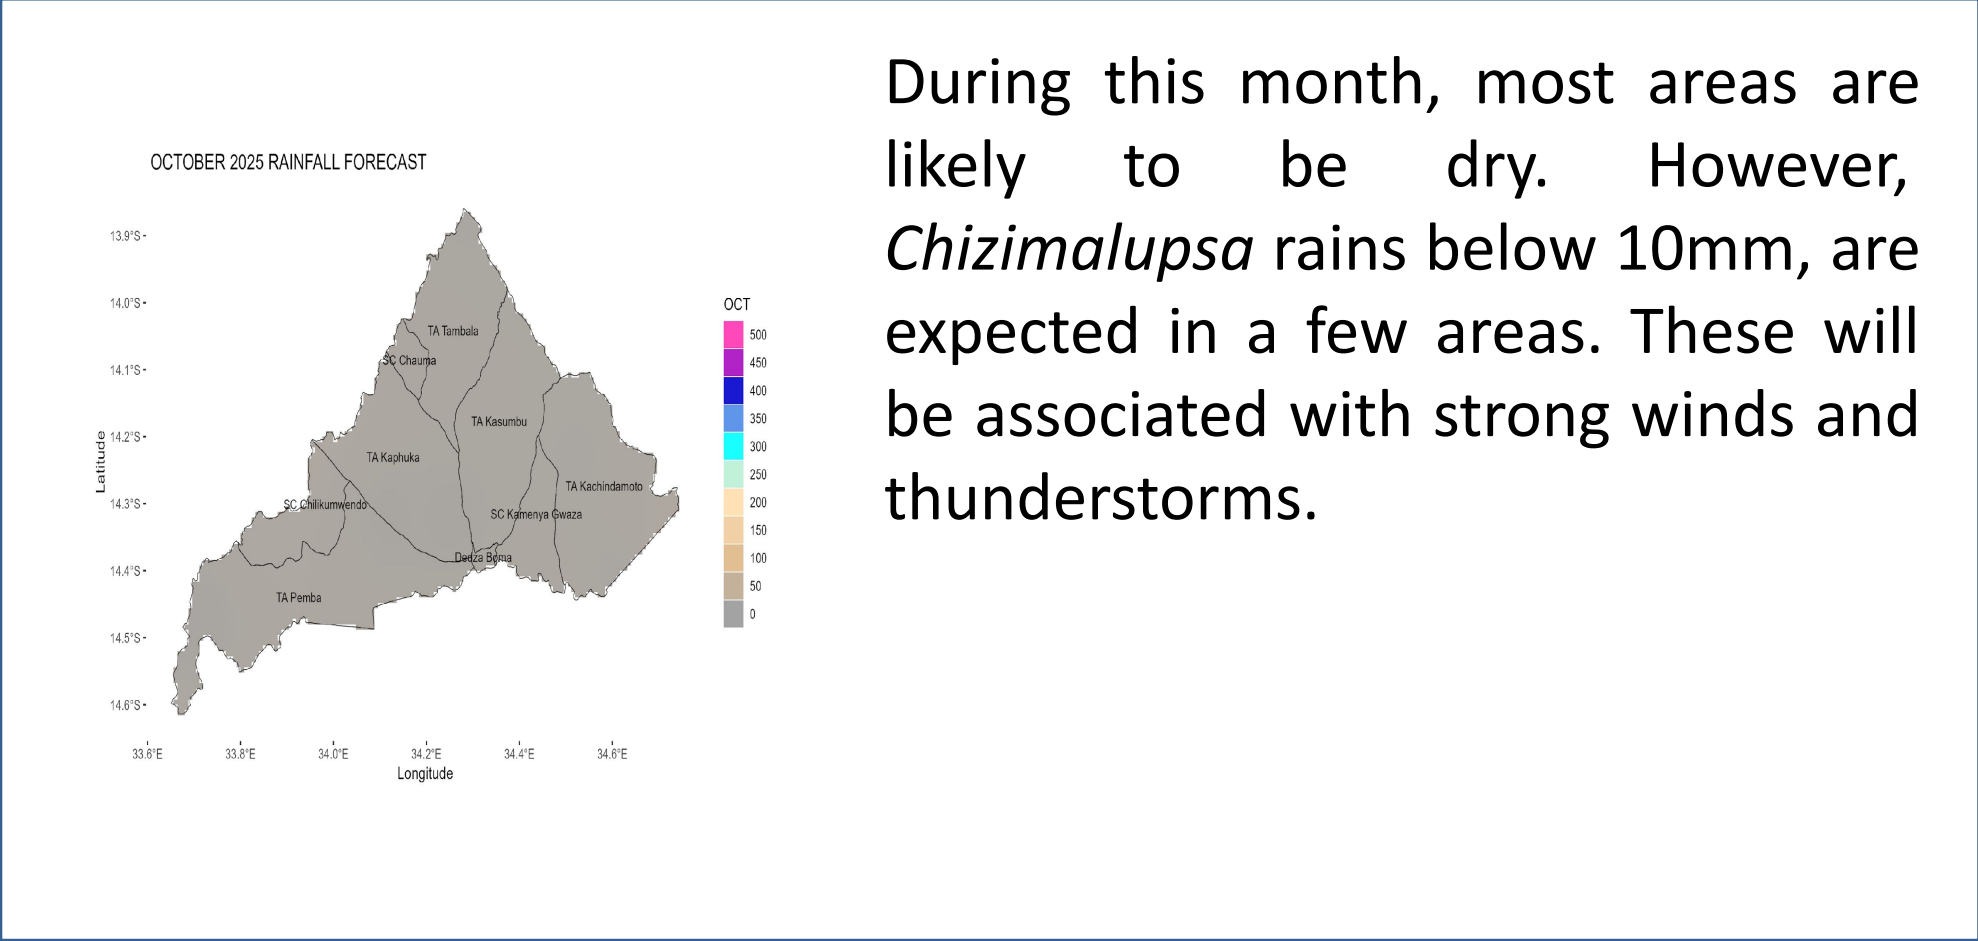 OCTOBER 2025 RAINFALL FORECAST
13.9°S
14.0°S
14.1°S
14.2°S
14.3°S
14.4°S
14.5°S
14.6°S
Latitude
TA Tambala
SC Chauma
TA Kasumbu
TA Kaphuka
TA Kachindamoto
SC Chilikumwendo
SC Kamenya Gwaza
Dedza Boma
TA Pemba
33.6°E 33.8°E 34.0°E 34.2°E 34.4°E 34.6°E
Longitude
OCT
500
450
400
350
300
250
200
150
100
50
0
During this month, most areas are
likely to be dry. However,
Chizimalupsa rains below 10mm, are
expected in a few areas. These will
be associated with strong winds and
thunderstorms.